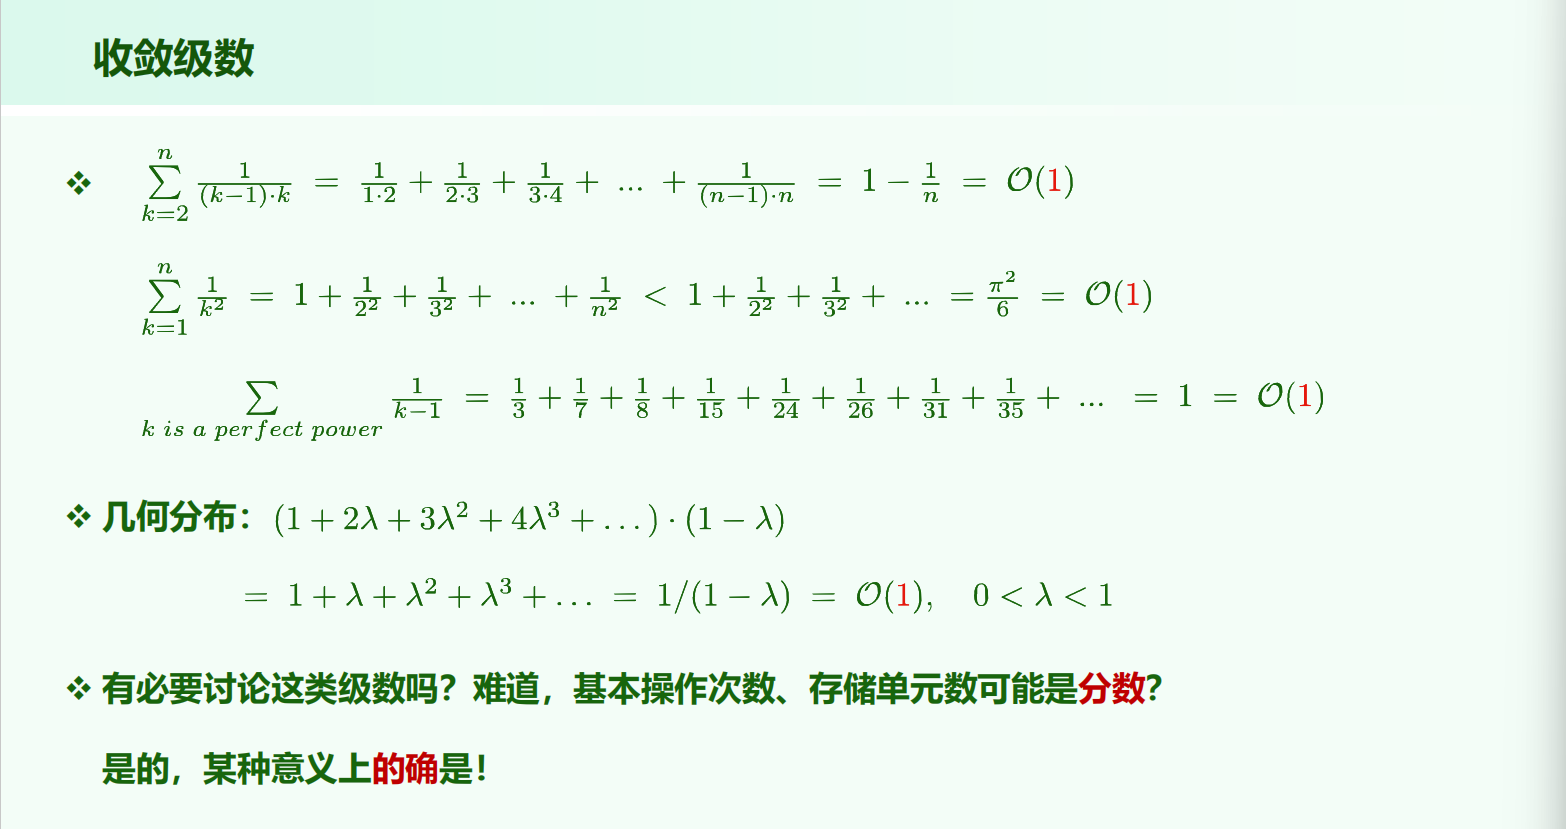 收敛级数
❖ $\sum_{k=2}^{n} \frac{1}{(k-1)\cdot k} = \frac{1}{1\cdot 2} + \frac{1}{2\cdot 3} + \frac{1}{3\cdot 4} + ... + \frac{1}{(n-1)\cdot n} = 1 - \frac{1}{n} = \mathcal{O}(1)$
$\sum_{k=1}^{n} \frac{1}{k^2} = 1 + \frac{1}{2^2} + \frac{1}{3^2} + ... + \frac{1}{n^2} < 1 + \frac{1}{2^2} + \frac{1}{3^2} + ... = \frac{\pi^2}{6} = \mathcal{O}(1)$
$\sum_{k\ is\ a\ perfect\ power} \frac{1}{k-1} = \frac{1}{3} + \frac{1}{7} + \frac{1}{8} + \frac{1}{15} + \frac{1}{24} + \frac{1}{26} + \frac{1}{31} + \frac{1}{35} + ... = 1 = \mathcal{O}(1)$
❖ 几何分布：$(1 + 2\lambda + 3\lambda^2 + 4\lambda^3 + ...) \cdot (1 - \lambda)$
$= 1 + \lambda + \lambda^2 + \lambda^3 + ... = 1/(1 - \lambda) = \mathcal{O}(1), \quad 0 < \lambda < 1$
❖ 有必要讨论这类级数吗？难道，基本操作次数、存储单元数可能是分数？
是的，某种意义上的确是！